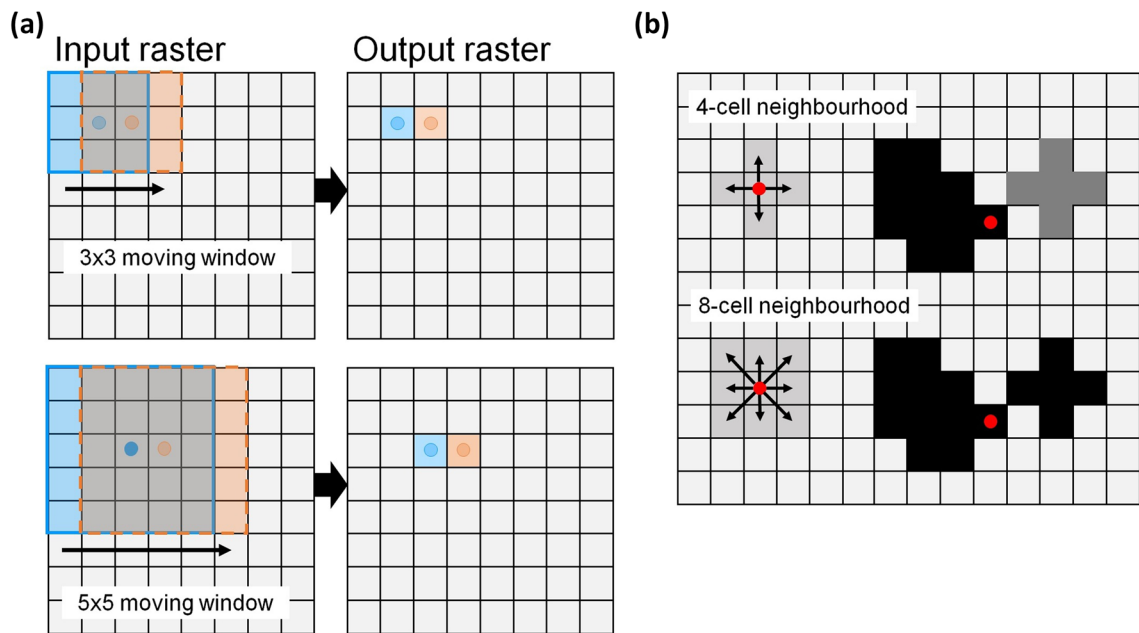 (a)
Input raster
Output raster
3x3 moving window
5x5 moving window
(b)
4-cell neighbourhood
8-cell neighbourhood